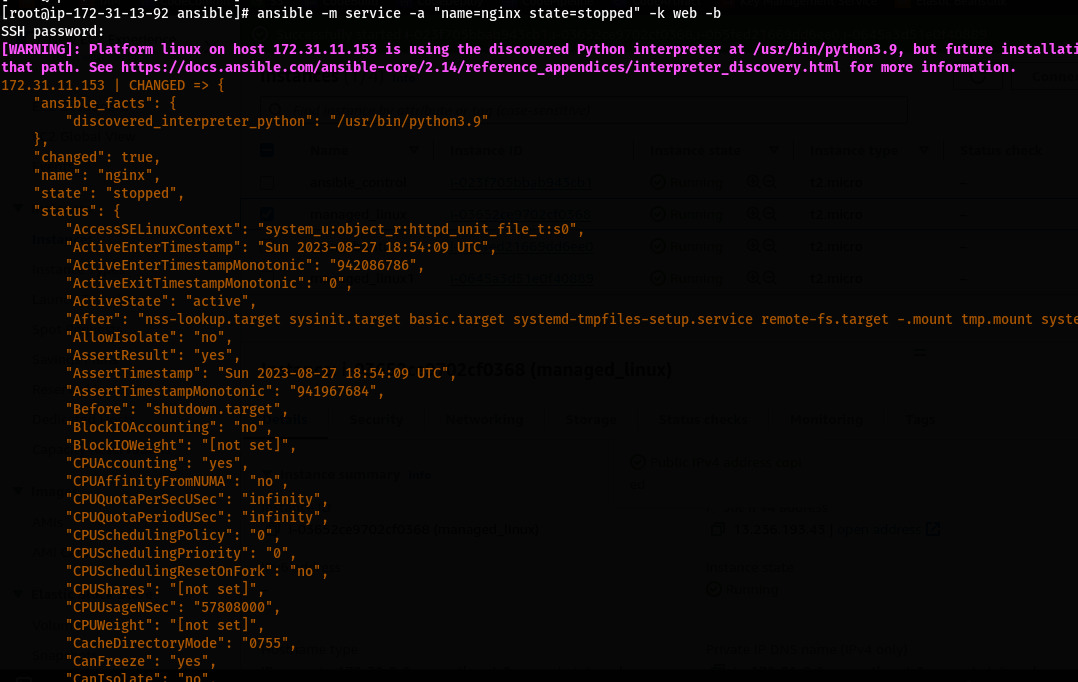 [root@ip-172-31-13-92 ansible]# ansible -m service -a "name=nginx state=stopped" -k web -b
SSH password:
[WARNING]: Platform linux on host 172.31.11.153 is using the discovered Python interpreter at /usr/bin/python3.9, but future installati
that path. See https://docs.ansible.com/ansible-core/2.14/reference_appendices/interpreter_discovery.html for more information.
172.31.11.153 | CHANGED => {
    "ansible_facts": {
        "discovered_interpreter_python": "/usr/bin/python3.9"
    },
    "changed": true,
    "name": "nginx",
    "state": "stopped",
    "status": {
        "AccessSELinuxContext": "system_u:object_r:httpd_unit_file_t:s0",
        "ActiveEnterTimestamp": "Sun 2023-08-27 18:54:09 UTC",
        "ActiveEnterTimestampMonotonic": "942086786",
        "ActiveExitTimestampMonotonic": "0",
        "ActiveState": "active",
        "After": "nss-lookup.target sysinit.target basic.target systemd-tmpfiles-setup.service remote-fs.target -.mount tmp.mount syste
        "AllowIsolate": "no",
        "AssertResult": "yes",
        "AssertTimestamp": "Sun 2023-08-27 18:54:09 UTC",
        "AssertTimestampMonotonic": "941967684",
        "Before": "shutdown.target",
        "BlockIOAccounting": "no",
        "BlockIOWeight": "[not set]",
        "CPUAccounting": "yes",
        "CPUAffinityFromNUMA": "no",
        "CPUQuotaPerSecUSec": "infinity",
        "CPUQuotaPeriodUSec": "infinity",
        "CPUSchedulingPolicy": "0",
        "CPUSchedulingPriority": "0",
        "CPUSchedulingResetOnFork": "no",
        "CPUShares": "[not set]",
        "CPUUsageNSec": "57808000",
        "CPUWeight": "[not set]",
        "CacheDirectoryMode": "0755",
        "CanFreeze": "yes",
        "CanIsolate": "no",